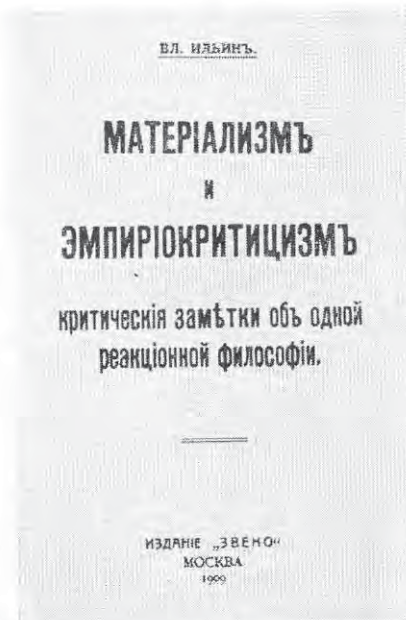 ВЛ. ИЛЬИНЪ.
МАТЕРІАЛИЗМЪ
И
ЭМПИРІОКРИТИЦИЗМЪ
критическія замѣтки объ одной
реакціонной философіи.
ИЗДАНІЕ „ЗВЕНО“
МОСКВА
1909